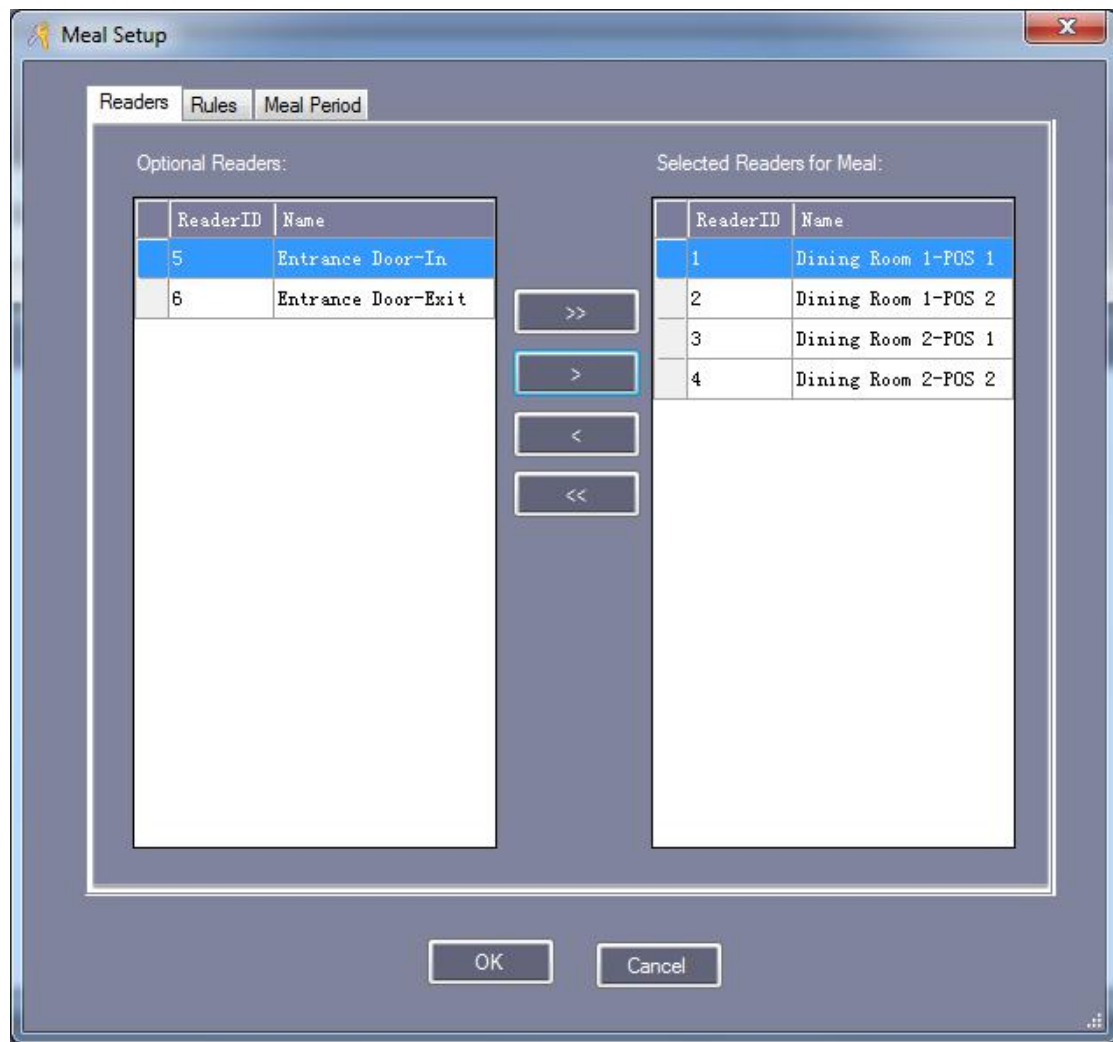 Meal Setup
Readers Rules Meal Period
Optional Readers:
ReaderID Name
5 Entrance Door-In
6 Entrance Door-Exit
>>
>
<
<<
Selected Readers for Meal:
ReaderID Name
1 Dining Room 1-POS 1
2 Dining Room 1-POS 2
3 Dining Room 2-POS 1
4 Dining Room 2-POS 2
OK Cancel